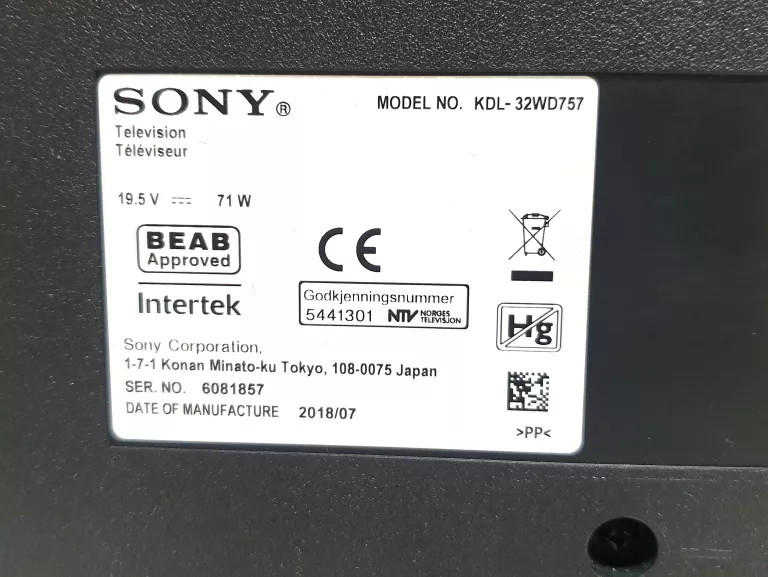 SONY®
MODEL NO. KDL-32WD757
Television
Téléviseur
19.5 V ⎓ 71 W
BEAB
Approved
Intertek
CE
Godkjenningsnummer
5441301 NTV NORGES TELEVISJON
Hg
Sony Corporation,
1-7-1 Konan Minato-ku Tokyo, 108-0075 Japan
SER. NO. 6081857
DATE OF MANUFACTURE 2018/07
>PP<